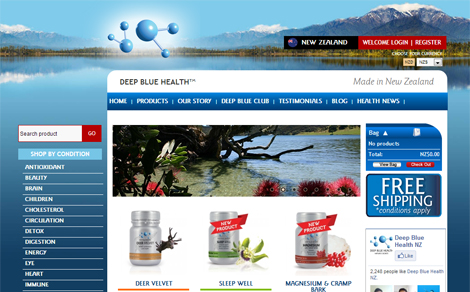 NEW ZEALAND
WELCOME LOGIN | REGISTER
CHOOSE YOUR CURRENCY
NZ$
DEEP BLUE HEALTH™
Made in New Zealand
HOME | PRODUCTS | OUR STORY | DEEP BLUE CLUB | TESTIMONIALS | BLOG | HEALTH NEWS |
Search product
GO
SHOP BY CONDITION
ANTIOXIDANT
BEAUTY
BRAIN
CHILDREN
CHOLESTEROL
CIRCULATION
DETOX
DIGESTION
ENERGY
EYE
HEART
IMMUNE
Bag
No products
Total: NZ$0.00
View Bag
Check Out
FREE
SHIPPING
*conditions apply
Deep Blue
Health NZ
Like
2,248 people like Deep Blue
Health NZ.
NEW
PRODUCT
NEW
PRODUCT
DEER VELVET
SLEEP WELL
MAGNESIUM & CRAMP
BARK